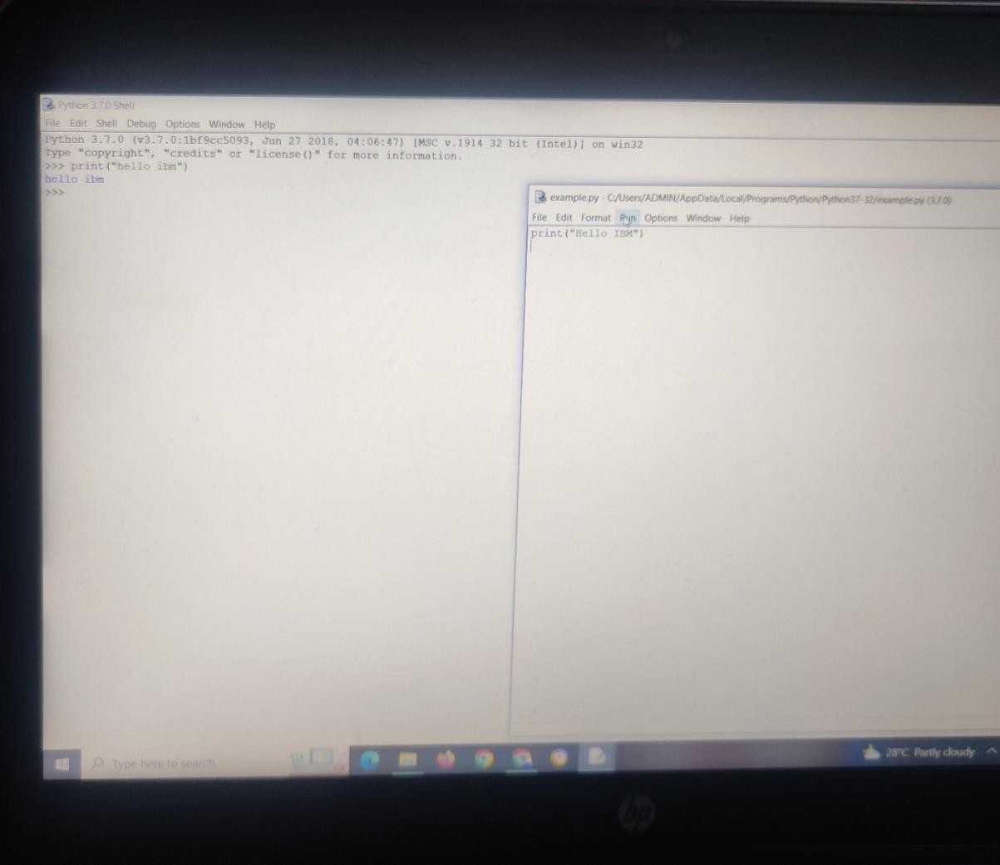 Python 3.7.0 Shell
File Edit Shell Debug Options Window Help
Python 3.7.0 (v3.7.0:1bf9cc5093, Jun 27 2018, 04:06:47) [MSC v.1914 32 bit (Intel)] on win32
Type "copyright", "credits" or "license()" for more information.
>>> print("hello ibm")
hello ibm
>>>
example.py - C:/Users/ADMIN/AppData/Local/Programs/Python/Python37-32/example.py (3.7.0)
File Edit Format Run Options Window Help
print("Hello IBM")
Type here to search
28°C Partly cloudy
hp